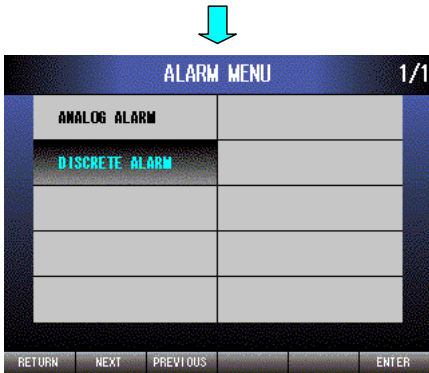 ALARM MENU 1/1
ANALOG ALARM
DISCRETE ALARM
RETURN NEXT PREVIOUS ENTER